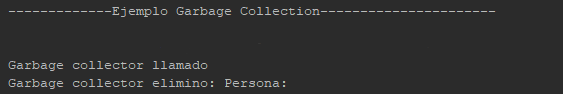 -------------Ejemplo Garbage Collection----------------------
Garbage collector llamado
Garbage collector elimino: Persona: